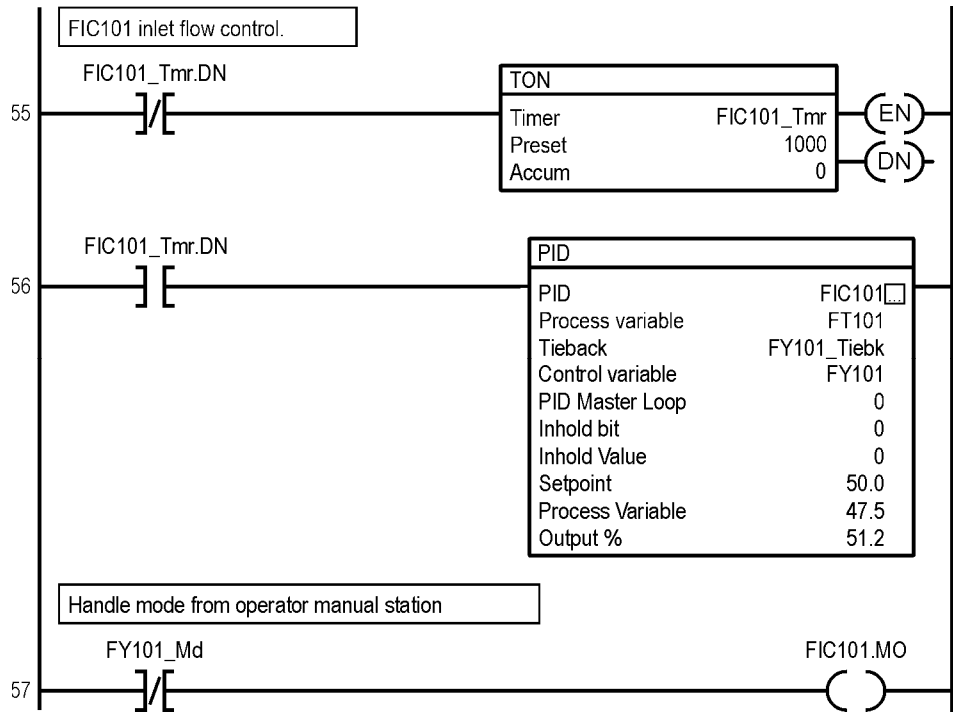 FIC101 inlet flow control.
FIC101_Tmr.DN
55
TON
Timer FIC101_Tmr
Preset 1000
Accum 0
EN
DN
FIC101_Tmr.DN
56
PID
PID FIC101 ...
Process variable FT101
Tieback FY101_Tiebk
Control variable FY101
PID Master Loop 0
Inhold bit 0
Inhold Value 0
Setpoint 50.0
Process Variable 47.5
Output % 51.2
Handle mode from operator manual station
FY101_Md
FIC101.MO
57